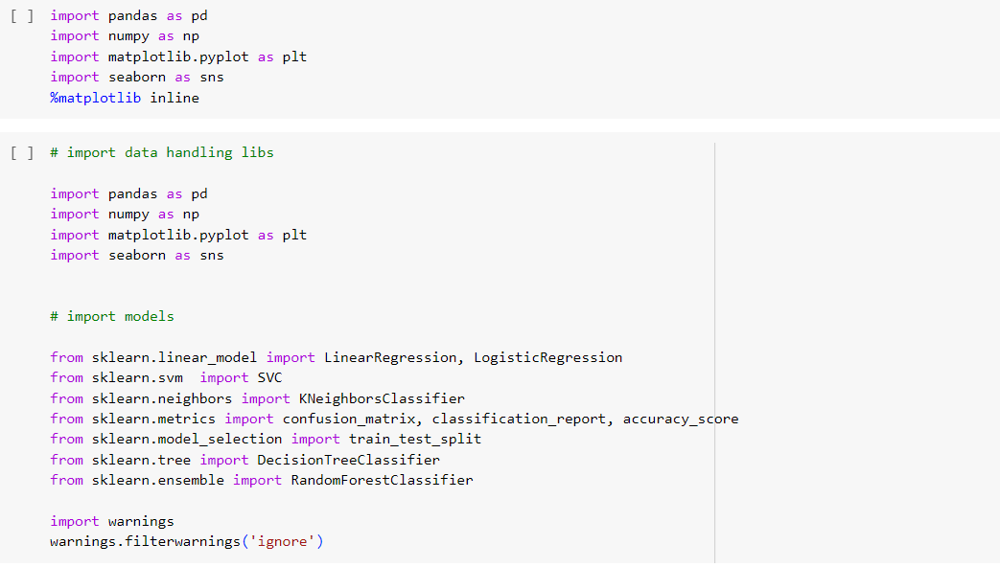 [ ] import pandas as pd
import numpy as np
import matplotlib.pyplot as plt
import seaborn as sns
%matplotlib inline
[ ] # import data handling libs
import pandas as pd
import numpy as np
import matplotlib.pyplot as plt
import seaborn as sns
# import models
from sklearn.linear_model import LinearRegression, LogisticRegression
from sklearn.svm  import SVC
from sklearn.neighbors import KNeighborsClassifier
from sklearn.metrics import confusion_matrix, classification_report, accuracy_score
from sklearn.model_selection import train_test_split
from sklearn.tree import DecisionTreeClassifier
from sklearn.ensemble import RandomForestClassifier
import warnings
warnings.filterwarnings('ignore')